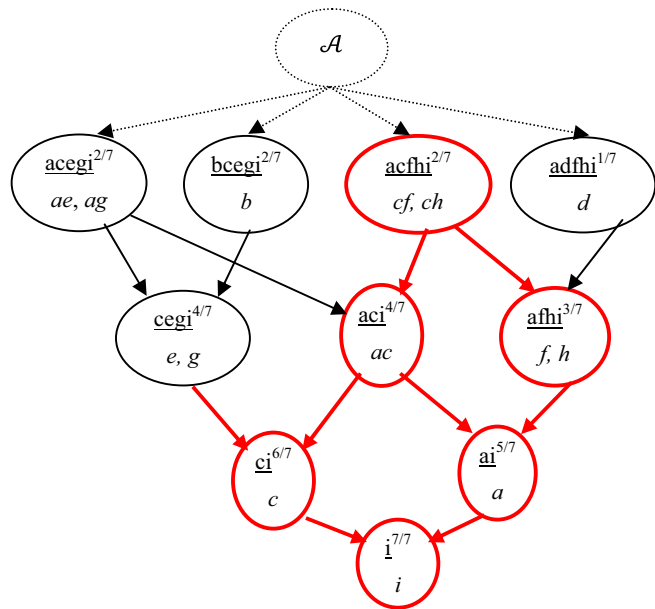 𝒜
acegi2/7
ae, ag
bcegi2/7
b
acfhi2/7
cf, ch
adfhi1/7
d
cegi4/7
e, g
aci4/7
ac
afhi3/7
f, h
ci6/7
c
ai5/7
a
i7/7
i